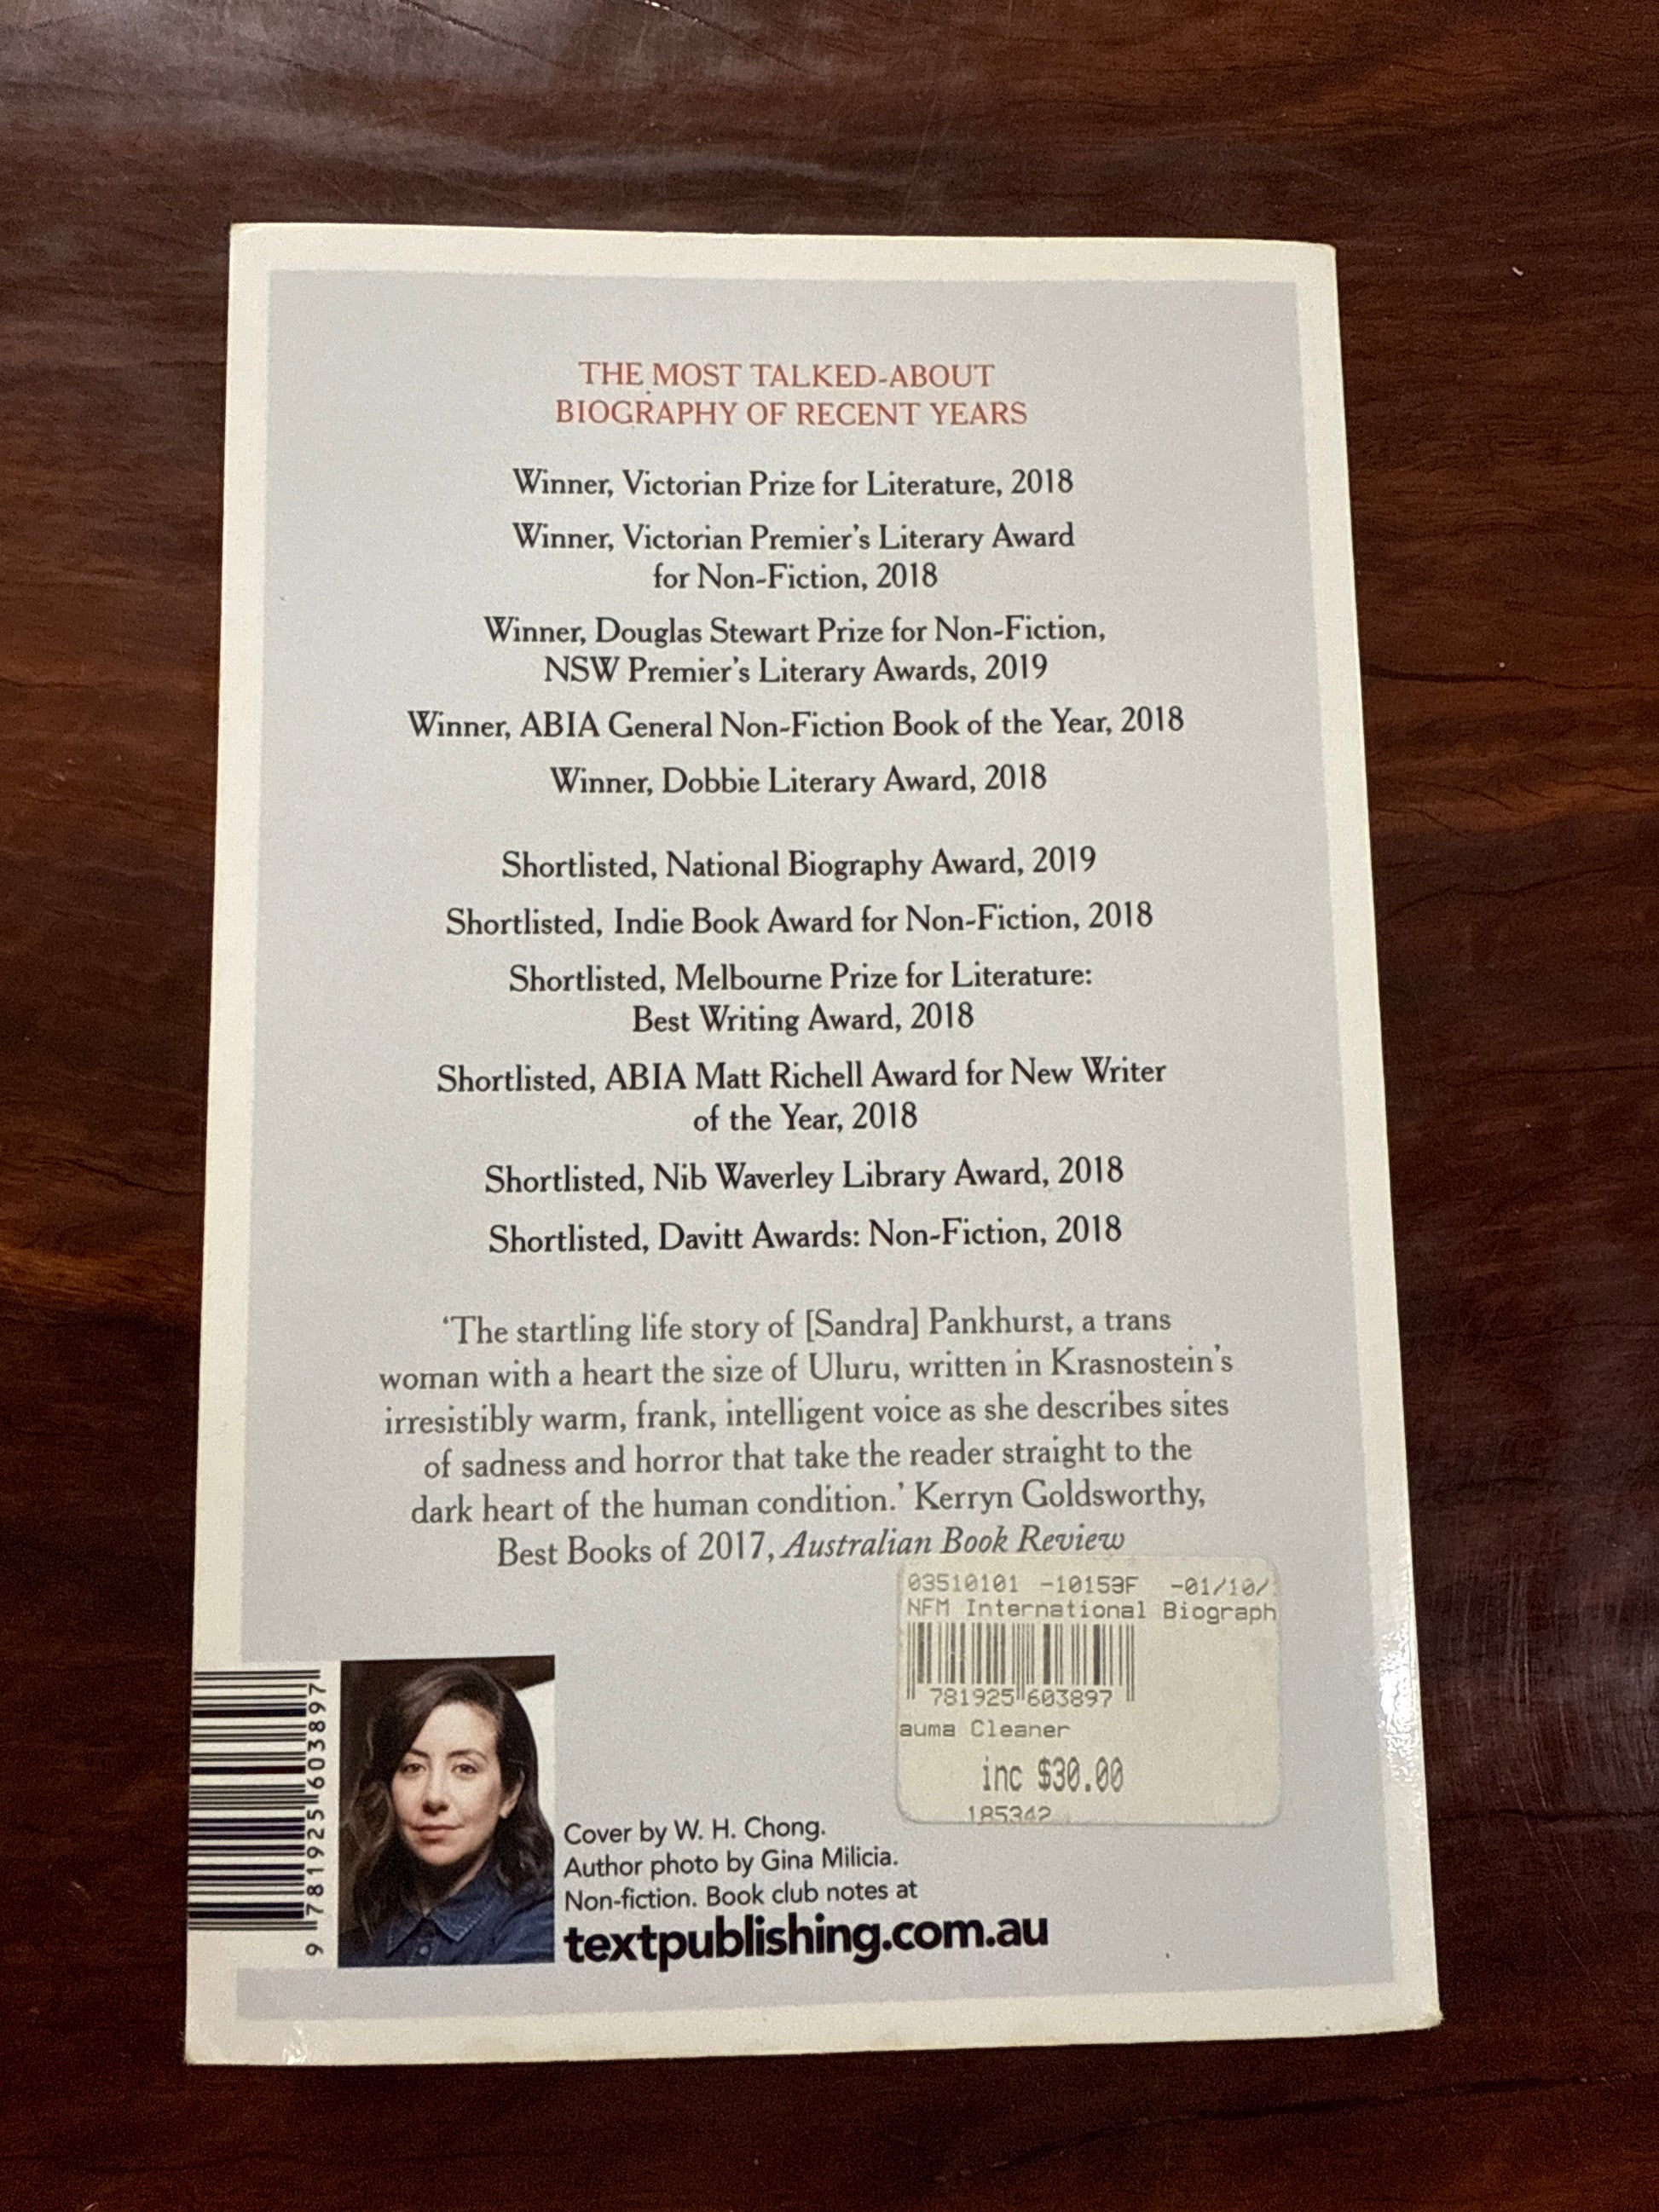 THE MOST TALKED-ABOUT
BIOGRAPHY OF RECENT YEARS
Winner, Victorian Prize for Literature, 2018
Winner, Victorian Premier’s Literary Award
for Non-Fiction, 2018
Winner, Douglas Stewart Prize for Non-Fiction,
NSW Premier’s Literary Awards, 2019
Winner, ABIA General Non-Fiction Book of the Year, 2018
Winner, Dobbie Literary Award, 2018
Shortlisted, National Biography Award, 2019
Shortlisted, Indie Book Award for Non-Fiction, 2018
Shortlisted, Melbourne Prize for Literature:
Best Writing Award, 2018
Shortlisted, ABIA Matt Richell Award for New Writer
of the Year, 2018
Shortlisted, Nib Waverley Library Award, 2018
Shortlisted, Davitt Awards: Non-Fiction, 2018
‘The startling life story of [Sandra] Pankhurst, a trans
woman with a heart the size of Uluru, written in Krasnostein’s
irresistibly warm, frank, intelligent voice as she describes sites
of sadness and horror that take the reader straight to the
dark heart of the human condition.’ Kerryn Goldsworthy,
Best Books of 2017, Australian Book Review
03510101 -10153F -01/10/
NFM International Biograph
781925 603897
auma Cleaner
inc $30.00
185342
9 781925 603897
Cover by W. H. Chong.
Author photo by Gina Milicia.
Non-fiction. Book club notes at
textpublishing.com.au